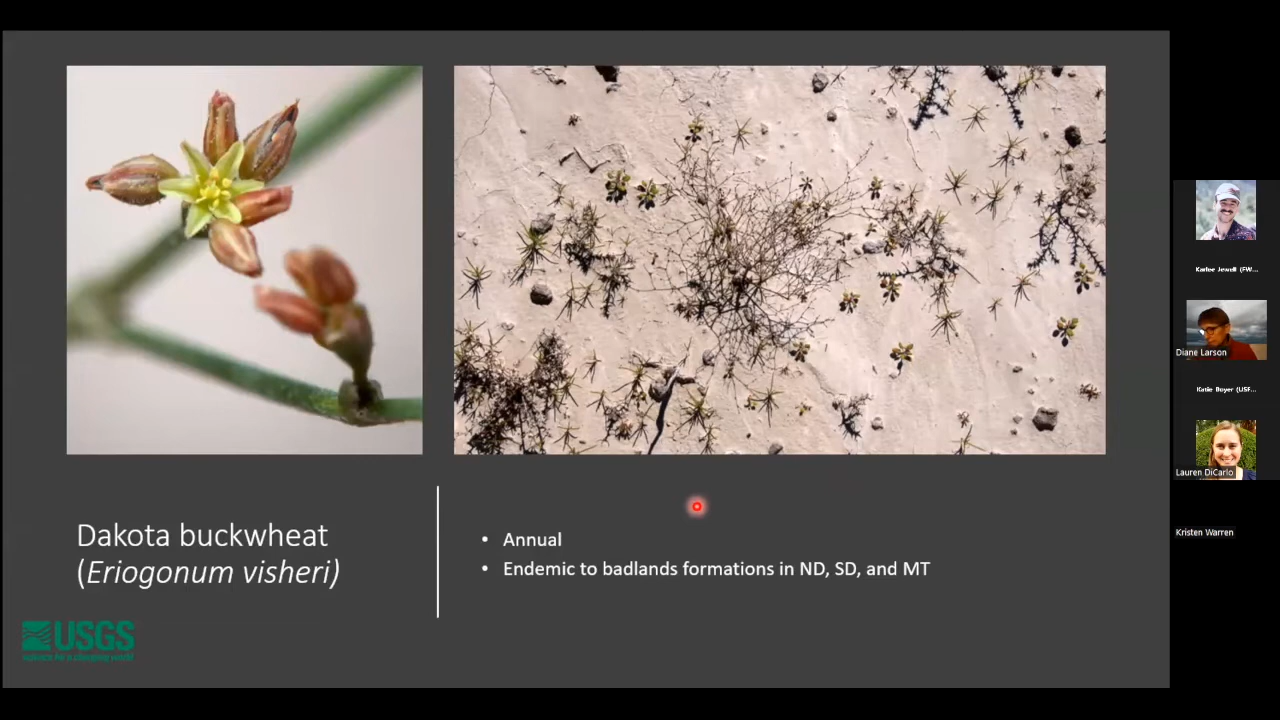 Dakota buckwheat
(Eriogonum visheri)
• Annual
• Endemic to badlands formations in ND, SD, and MT
USGS
Karlee Jewell (FW...
Diane Larson
Katie Boyer (USF...
Lauren DiCarlo
Kristen Warren